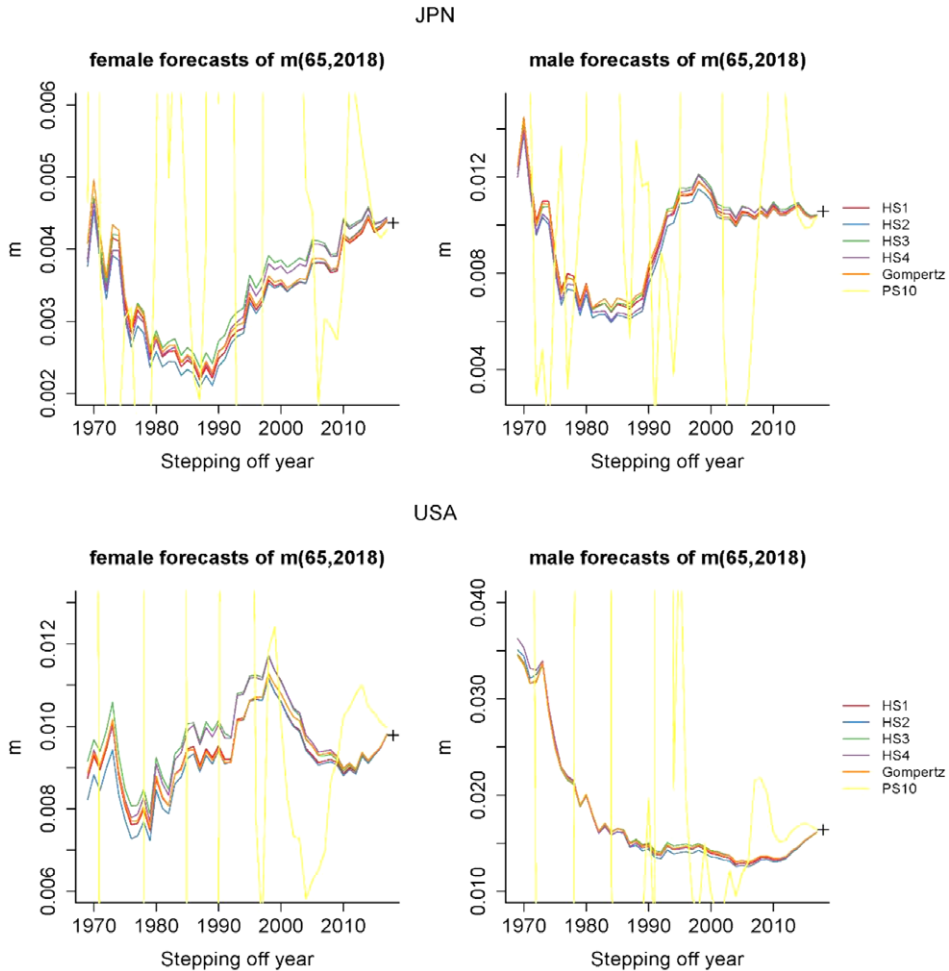 JPN
female forecasts of m(65,2018)
male forecasts of m(65,2018)
0.006
0.005
0.004
0.003
0.002
m
1970 1980 1990 2000 2010
Stepping off year
0.012
0.008
0.004
m
1970 1980 1990 2000 2010
Stepping off year
HS1
HS2
HS3
HS4
Gompertz
PS10
USA
female forecasts of m(65,2018)
male forecasts of m(65,2018)
0.012
0.010
0.008
0.006
m
1970 1980 1990 2000 2010
Stepping off year
0.040
0.030
0.020
0.010
m
1970 1980 1990 2000 2010
Stepping off year
HS1
HS2
HS3
HS4
Gompertz
PS10